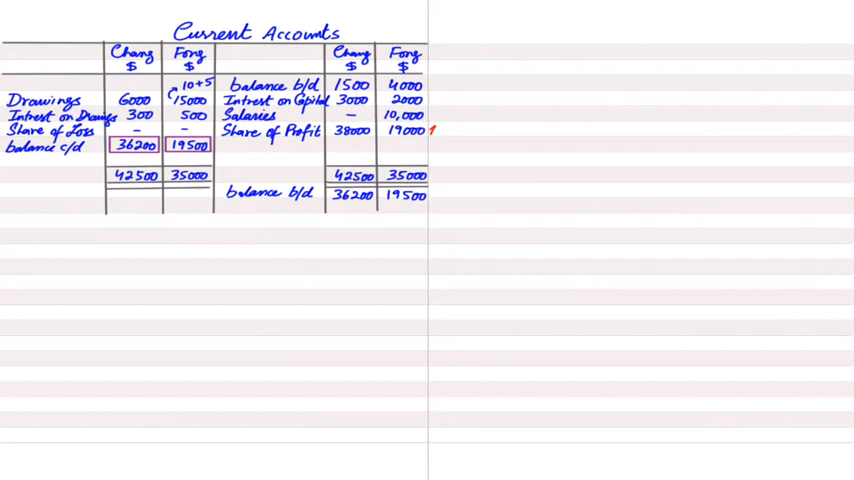 Current Accounts
Chang Fong Chang Fong
$ $ $ $
10+5 balance b/d 1500 4000
Drawings 6000 15000 Intrest on Cpital 3000 2000
Intrest on Drawings 300 500 Salaries – 10,000
Share of Loss – – Share of Profit 38000 19000 1
balance c/d 36200 19500
42500 35000 42500 35000
balance b/d 36200 19500